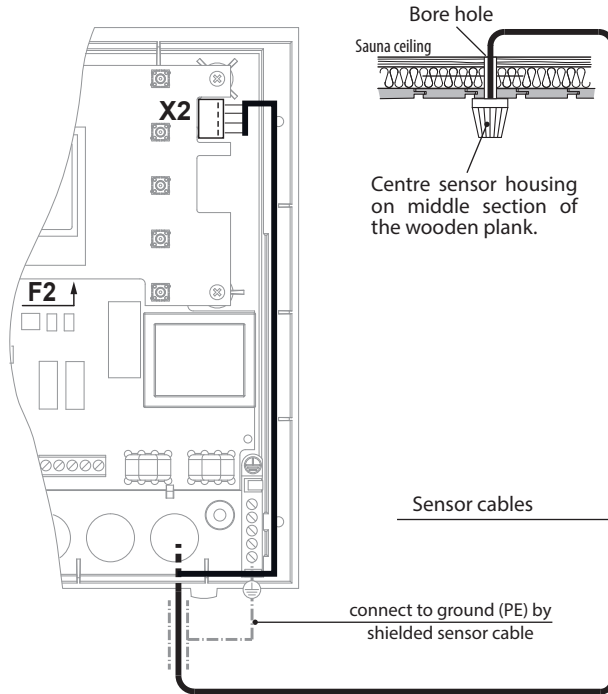 Bore hole
Sauna ceiling
X2
Centre sensor housing
on middle section of
the wooden plank.
F2
Sensor cables
connect to ground (PE) by
shielded sensor cable